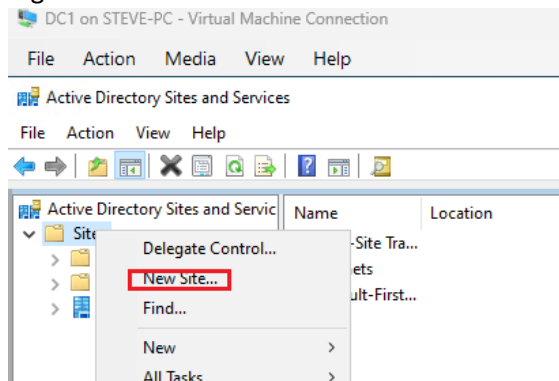 DC1 on STEVE-PC - Virtual Machine Connection
File Action Media View Help
Active Directory Sites and Services
File Action View Help
Active Directory Sites and Servic
Name Location
Site
-Site Tra...
Delegate Control...
ets
New Site...
ult-First...
Find...
New
All Tasks